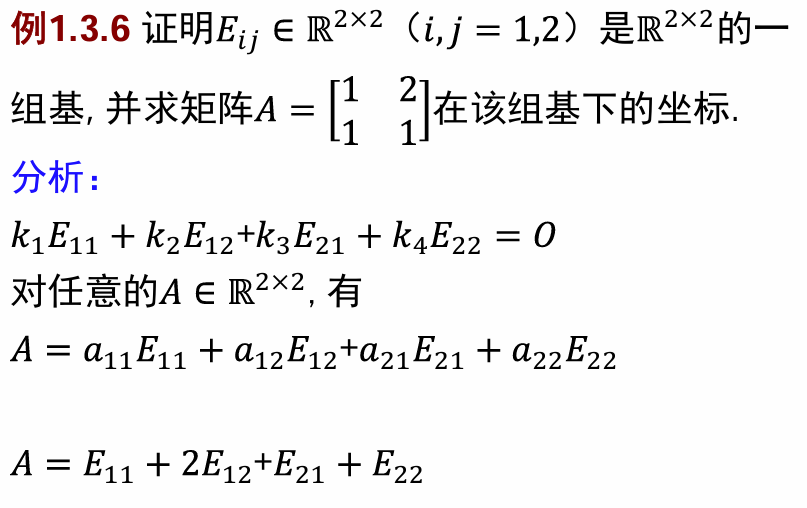 例1.3.6 证明$E_{ij} \in \mathbb{R}^{2\times 2}$（$i,j = 1,2$）是$\mathbb{R}^{2\times 2}$的一
组基, 并求矩阵$A = \begin{bmatrix} 1 & 2 \\ 1 & 1 \end{bmatrix}$在该组基下的坐标.
分析：
$k_1E_{11} + k_2E_{12} + k_3E_{21} + k_4E_{22} = O$
对任意的$A \in \mathbb{R}^{2\times 2}$, 有
$A = a_{11}E_{11} + a_{12}E_{12} + a_{21}E_{21} + a_{22}E_{22}$
$A = E_{11} + 2E_{12} + E_{21} + E_{22}$